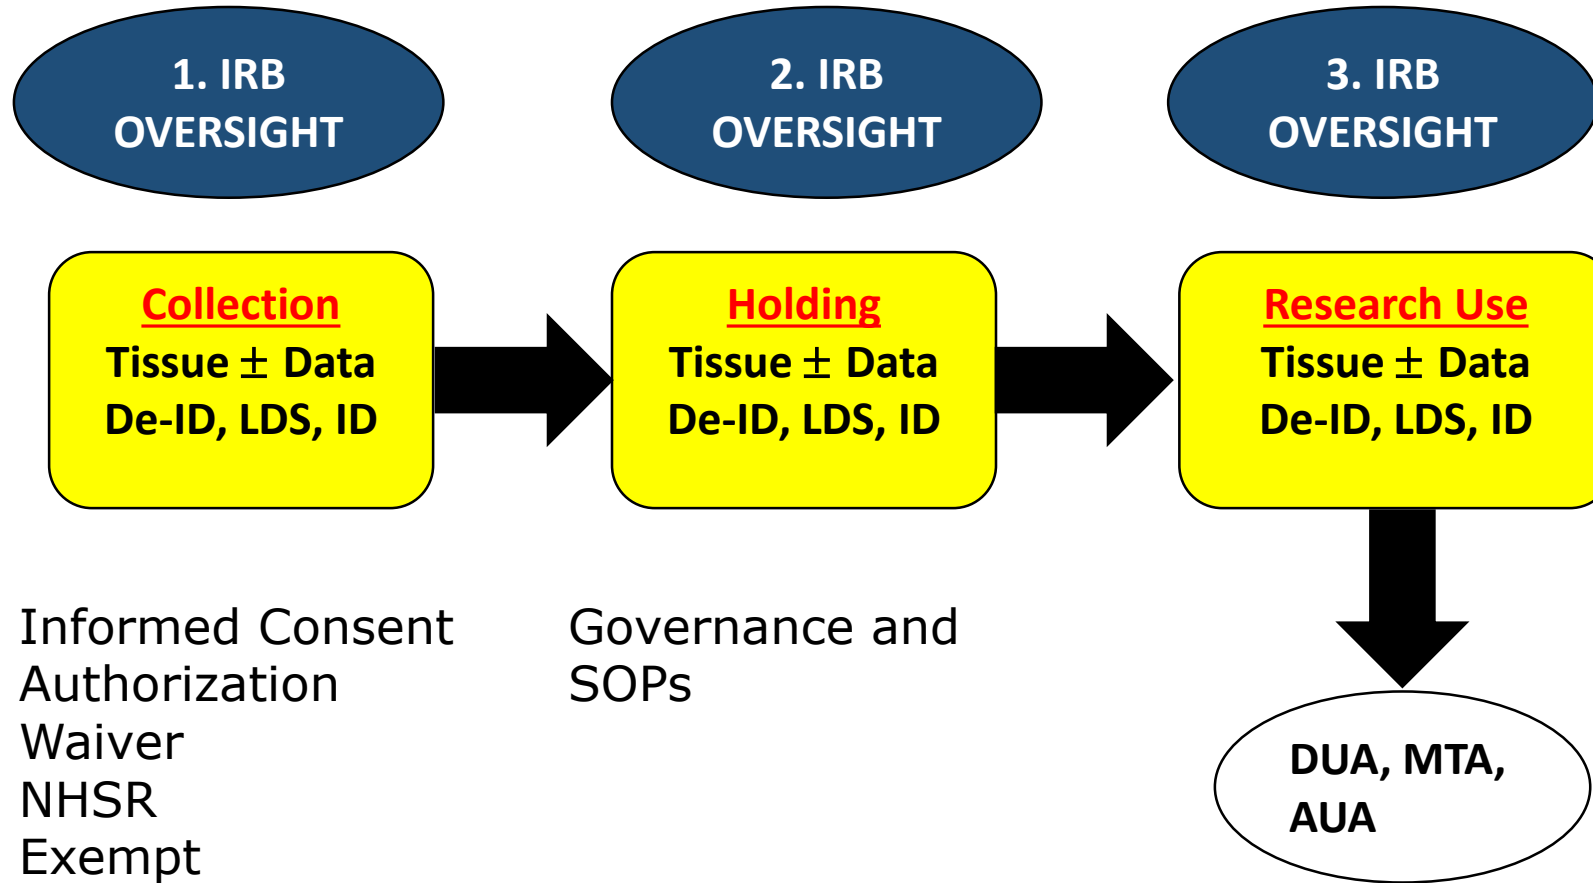 1. IRB
OVERSIGHT
2. IRB
OVERSIGHT
3. IRB
OVERSIGHT
Collection
Tissue ± Data
De-ID, LDS, ID
Holding
Tissue ± Data
De-ID, LDS, ID
Research Use
Tissue ± Data
De-ID, LDS, ID
Informed Consent
Authorization
Waiver
NHSR
Exempt
Governance and
SOPs
DUA, MTA,
AUA